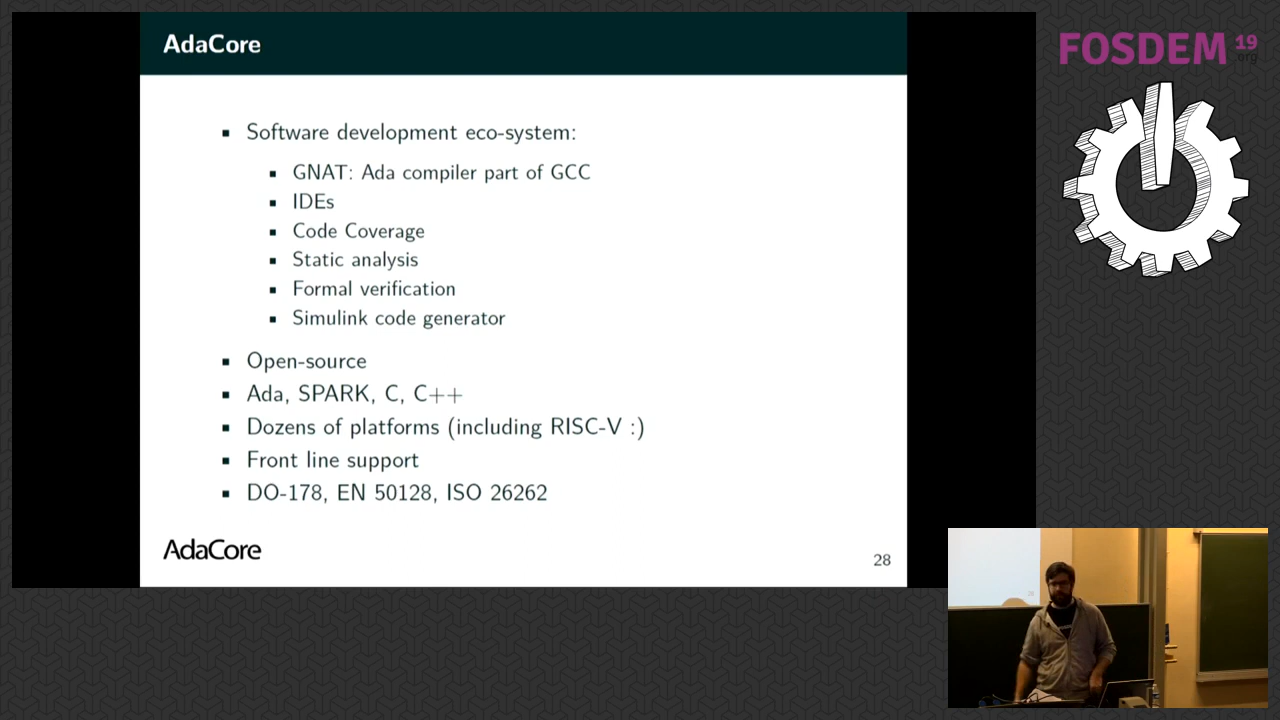 AdaCore
Software development eco-system:
GNAT: Ada compiler part of GCC
IDEs
Code Coverage
Static analysis
Formal verification
Simulink code generator
Open-source
Ada, SPARK, C, C++
Dozens of platforms (including RISC-V :)
Front line support
DO-178, EN 50128, ISO 26262
AdaCore
28
FOSDEM 19
.org